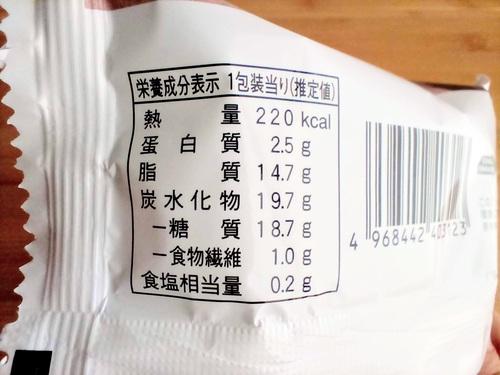 栄養成分表示 1包装当り(推定値)
熱量 220 kcal
蛋白質 2.5 g
脂質 14.7 g
炭水化物 19.7 g
ー糖質 18.7 g
ー食物繊維 1.0 g
食塩相当量 0.2 g
4 968442 403123